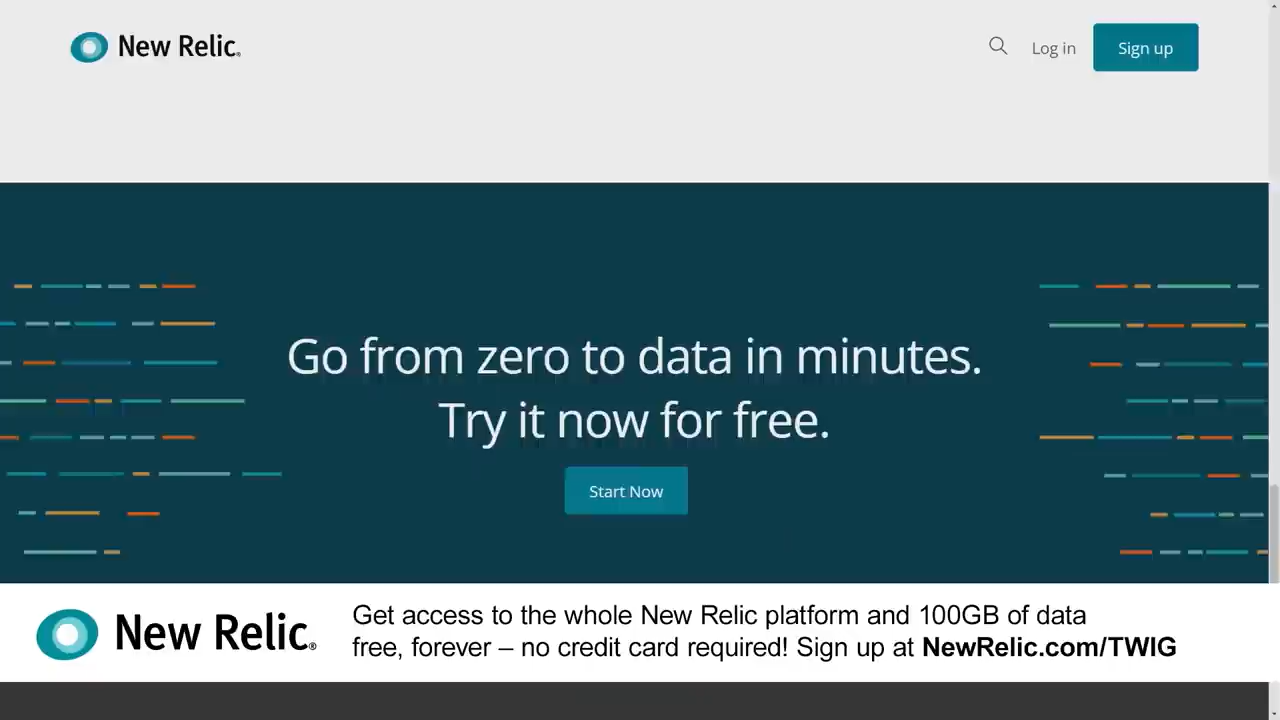 New Relic®
Log in
Sign up
Go from zero to data in minutes.
Try it now for free.
Start Now
New Relic®
Get access to the whole New Relic platform and 100GB of data
free, forever – no credit card required! Sign up at NewRelic.com/TWIG